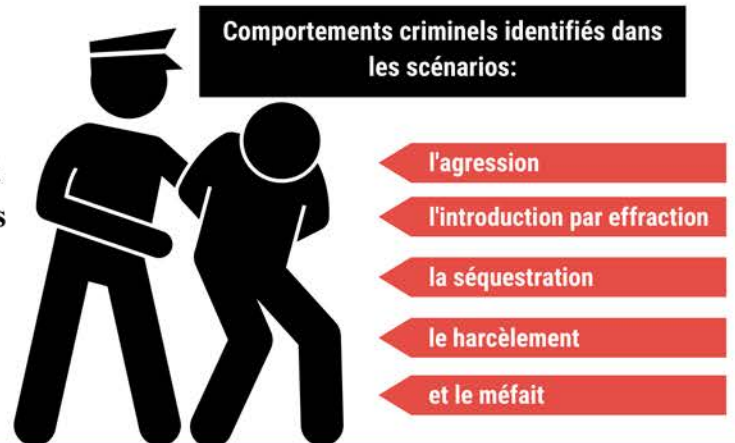 Comportements criminels identifiés dans
les scénarios:
l'agression
s
l'introduction par effraction
la séquestration
le harcèlement
et le méfait